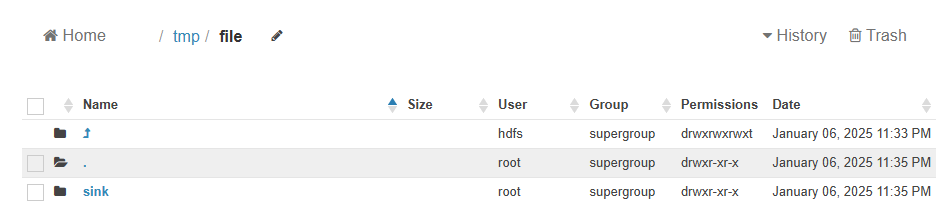 Home / tmp / file History Trash
Name Size User Group Permissions Date
hdfs supergroup drwxrwxrwxt January 06, 2025 11:33 PM
. root supergroup drwxr-xr-x January 06, 2025 11:35 PM
sink root supergroup drwxr-xr-x January 06, 2025 11:35 PM